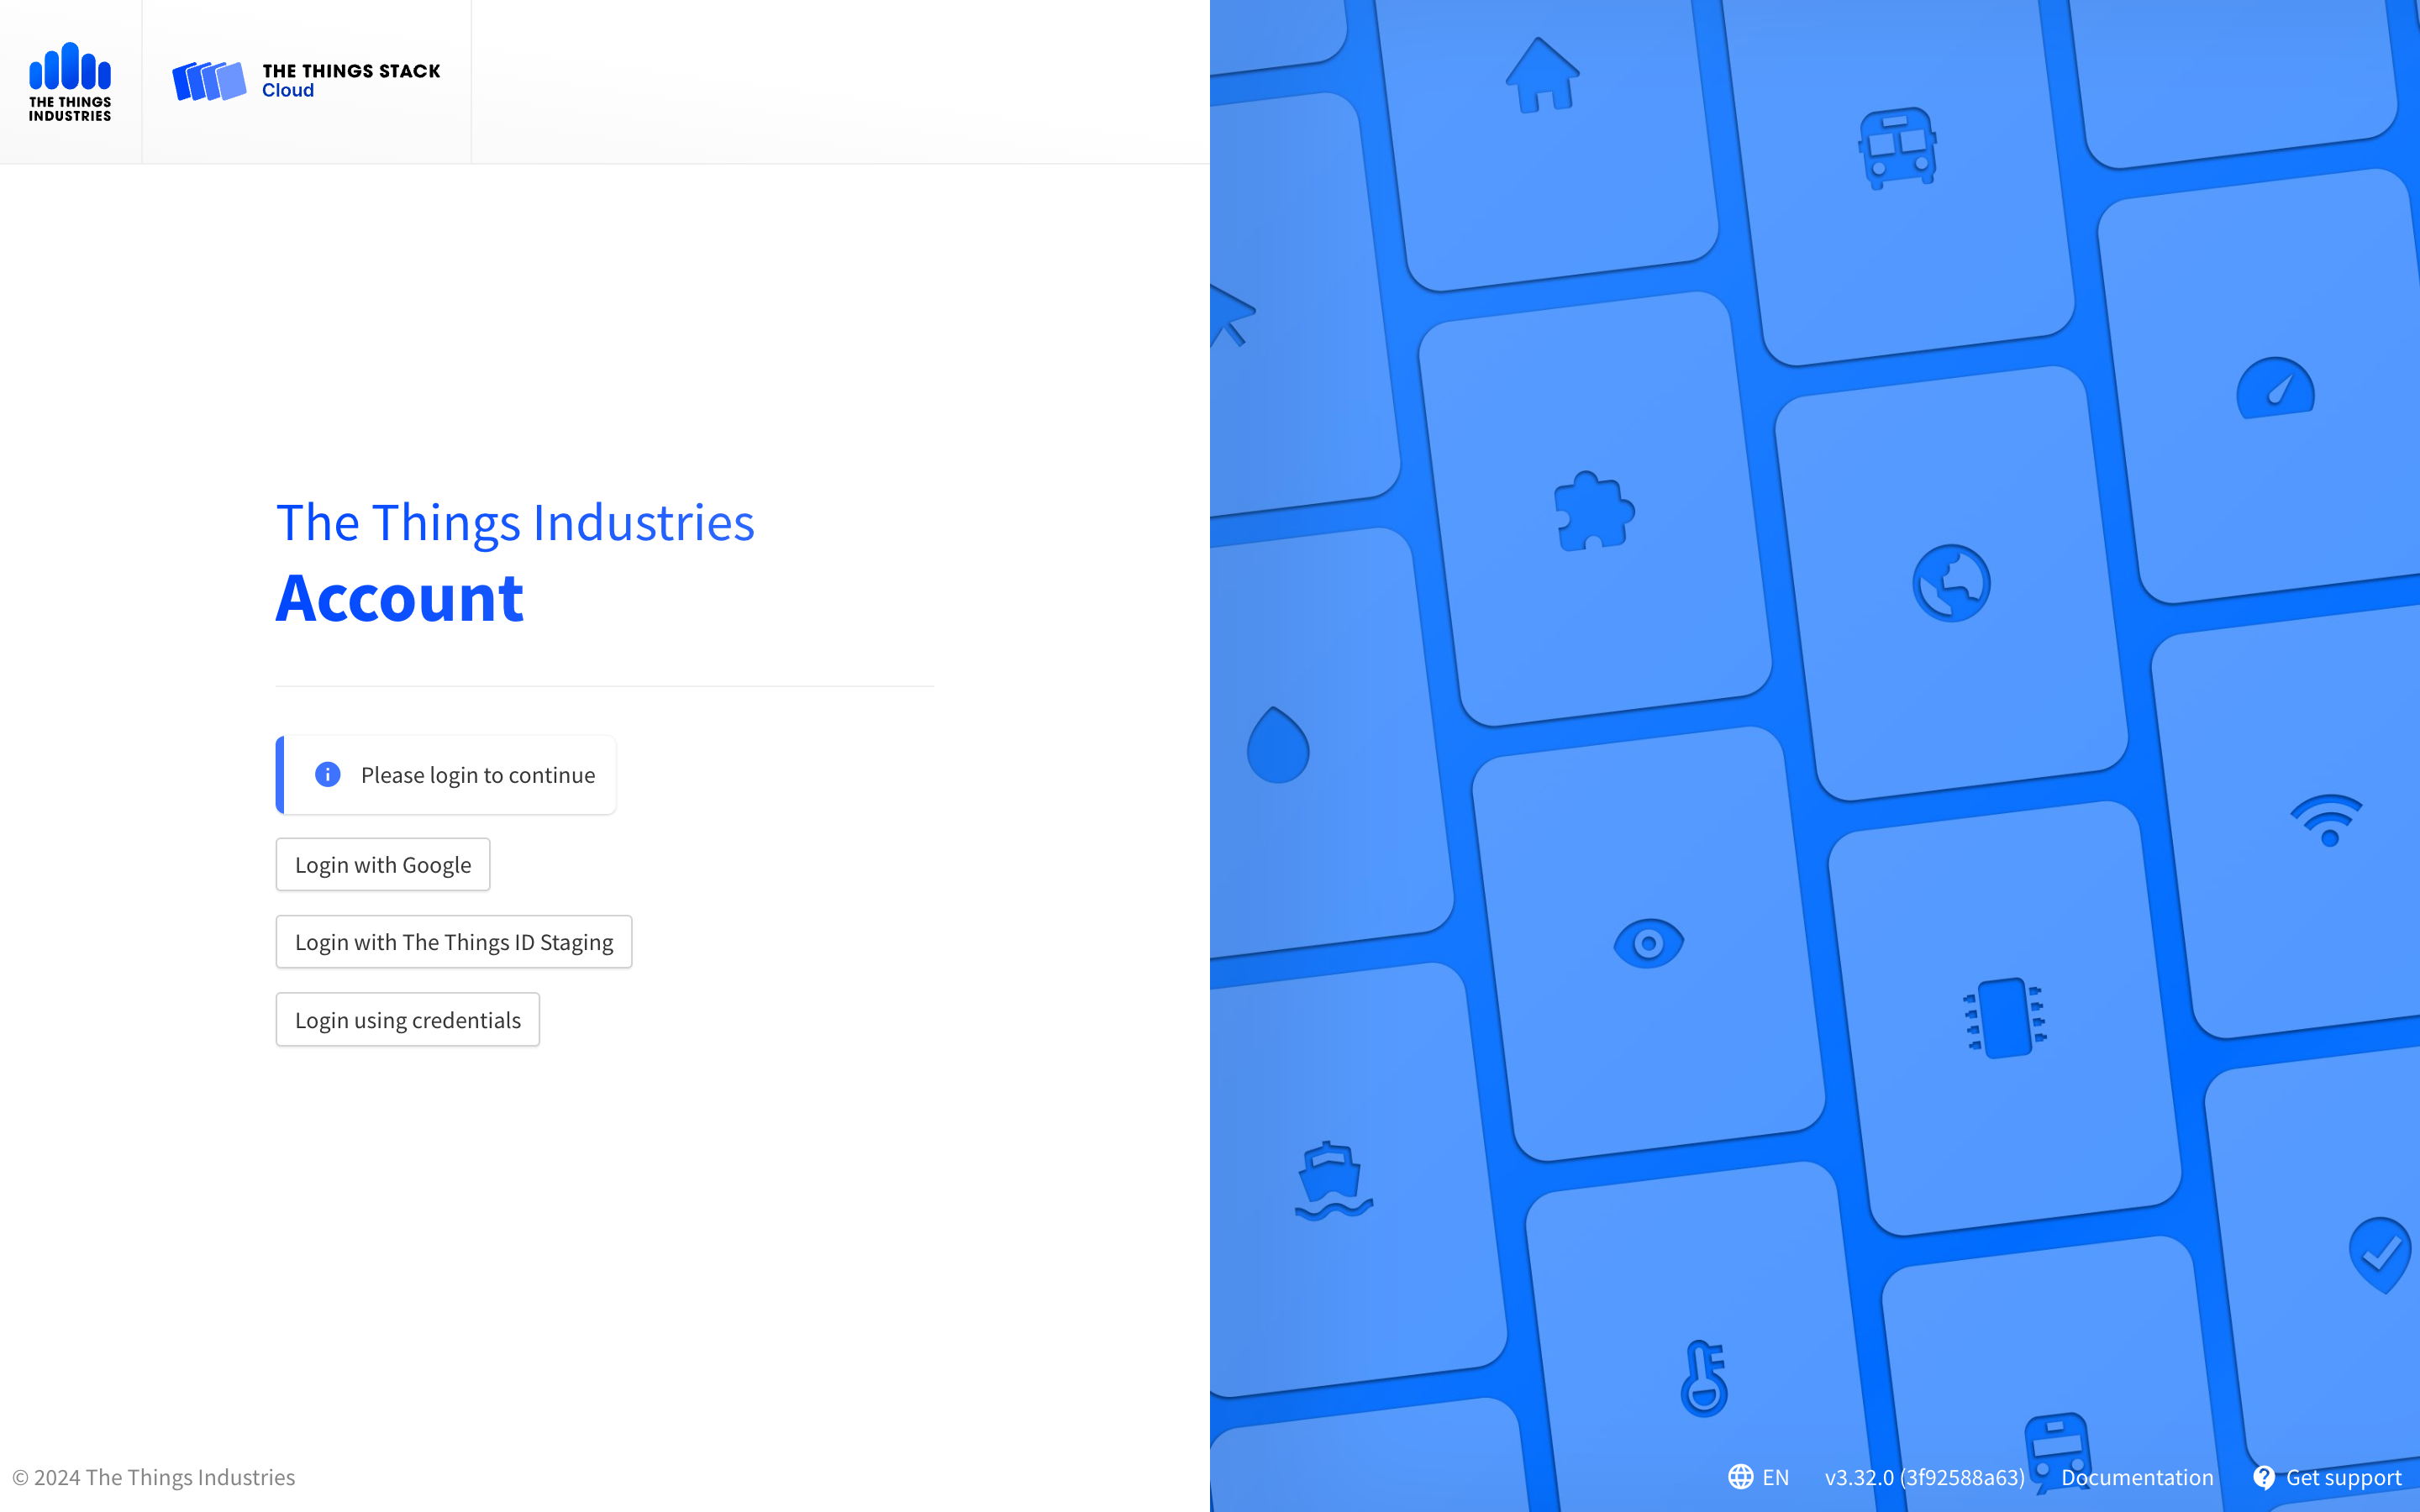 THE THINGS
INDUSTRIES
THE THINGS STACK
Cloud
The Things Industries
Account
Please login to continue
Login with Google
Login with The Things ID Staging
Login using credentials
© 2024 The Things Industries
EN
v3.32.0 (3f92588a63)
Documentation
Get support